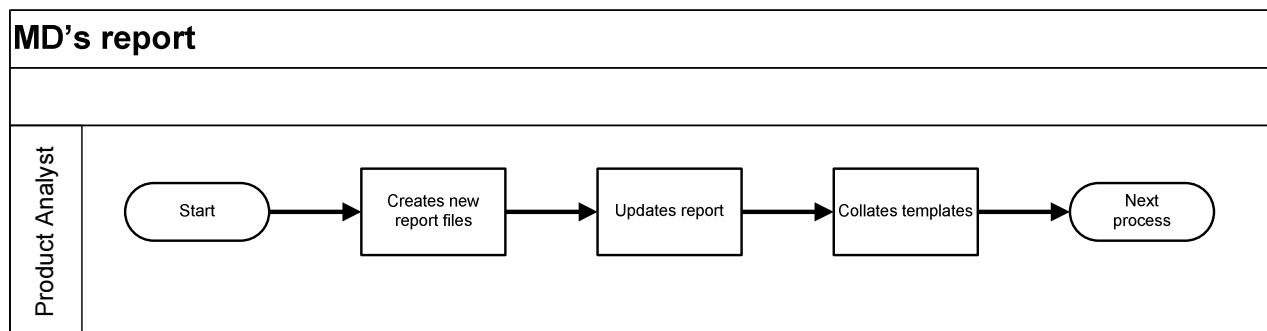 MD’s report
Product Analyst
Start
Creates new
report files
Updates report
Collates templates
Next
process